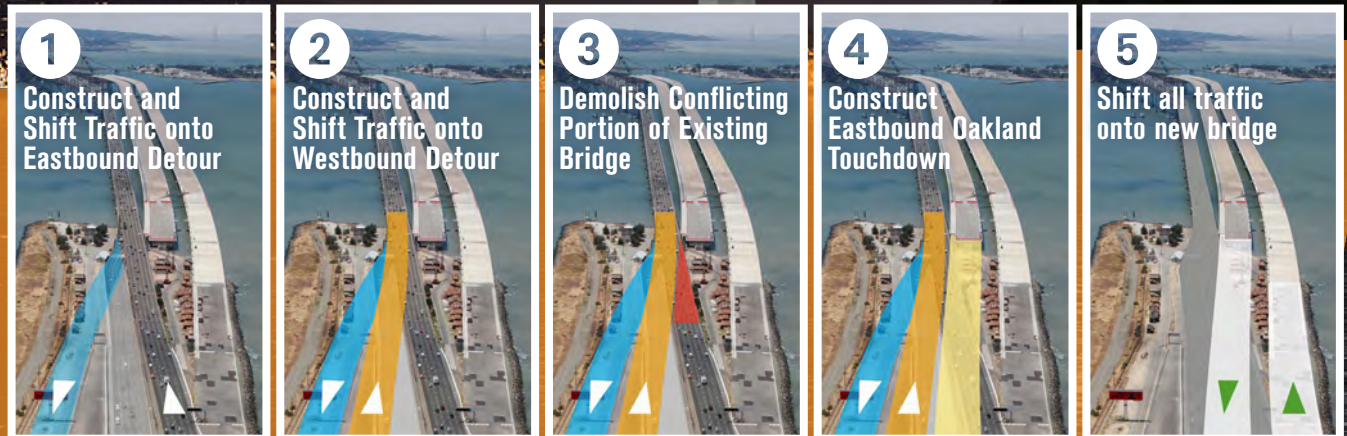 1
Construct and
Shift Traffic onto
Eastbound Detour
2
Construct and
Shift Traffic onto
Westbound Detour
3
Demolish Conflicting
Portion of Existing
Bridge
4
Construct
Eastbound Oakland
Touchdown
5
Shift all traffic
onto new bridge